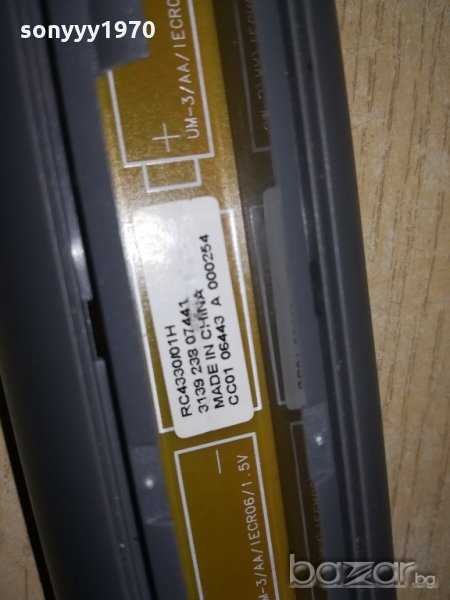 sonyyy1970
UM-3/AA/IECR0
+
RC4330/01H
3139 238 07441
MADE IN CHINA
CC01 06443 A 000254
-
UM-3/AA/IECR06/1.5V
bazar.bg